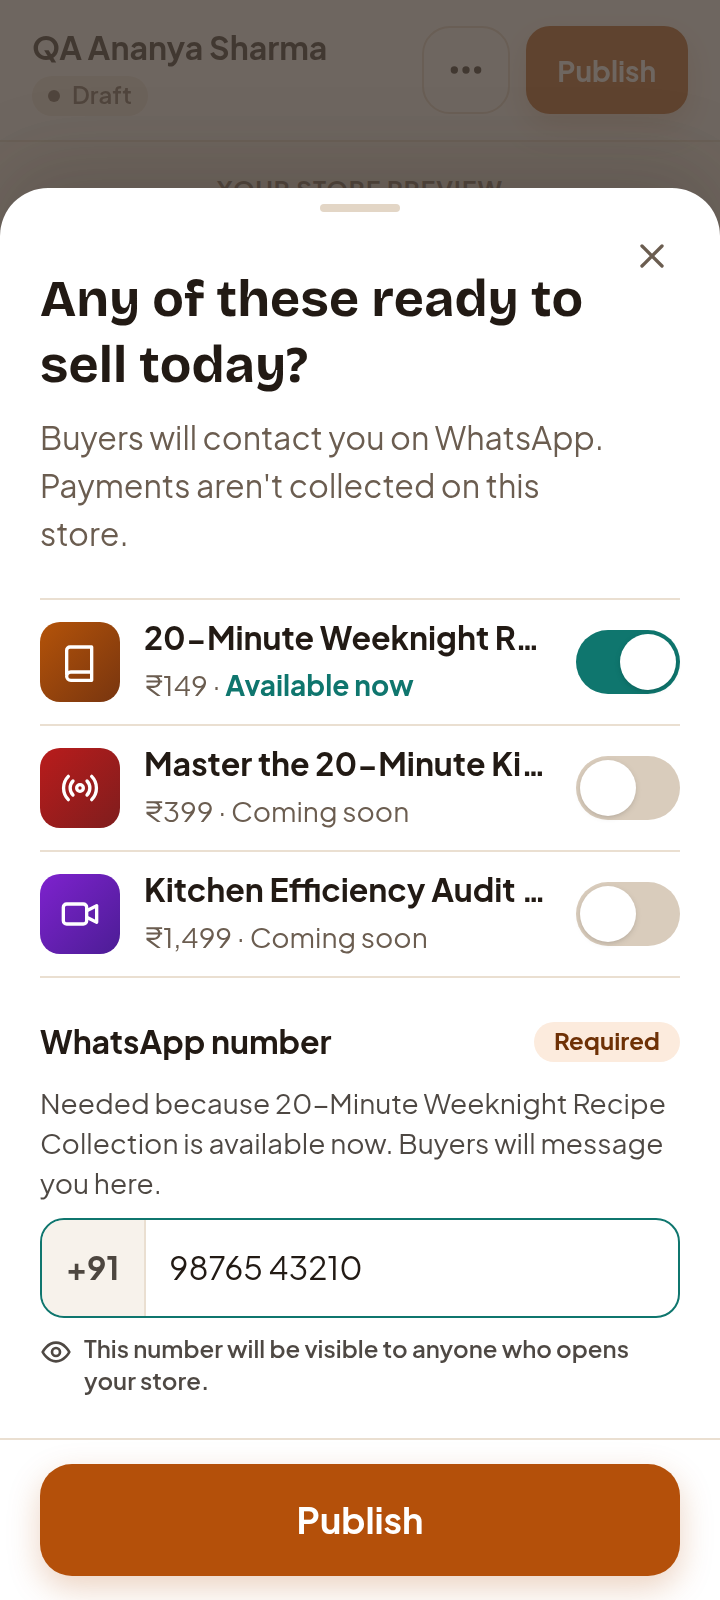 QA Ananya Sharma
Draft
Publish
YOUR STORE PREVIEW
Any of these ready to
sell today?
Buyers will contact you on WhatsApp.
Payments aren't collected on this
store.
20–Minute Weeknight R...
₹149 · Available now
Master the 20–Minute Ki...
₹399 · Coming soon
Kitchen Efficiency Audit ...
₹1,499 · Coming soon
WhatsApp number
Required
Needed because 20–Minute Weeknight Recipe
Collection is available now. Buyers will message
you here.
+91
98765 43210
This number will be visible to anyone who opens
your store.
Publish